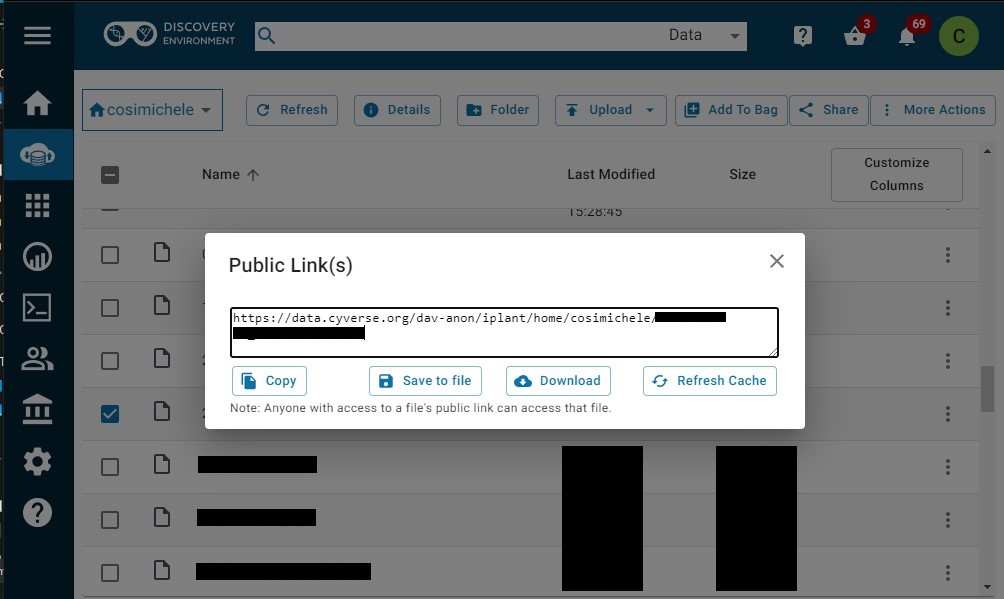 DISCOVERY
ENVIRONMENT
Data
3
69
C
cosimichele
Refresh
Details
Folder
Upload
Add To Bag
Share
More Actions
Name
Last Modified
Size
Customize
Columns
15:28:45
Public Link(s)
https://data.cyverse.org/dav-anon/iplant/home/cosimichele/
Copy
Save to file
Download
Refresh Cache
Note: Anyone with access to a file's public link can access that file.